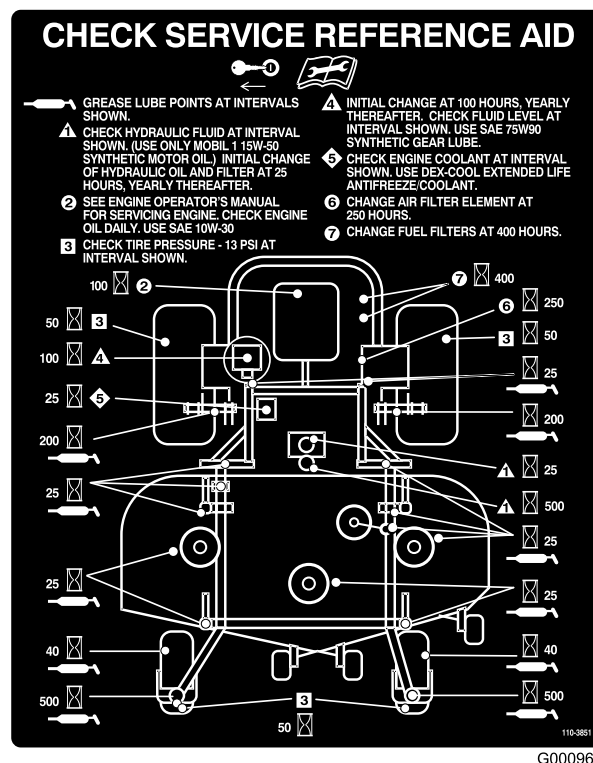 CHECK SERVICE REFERENCE AID
GREASE LUBE POINTS AT INTERVALS
SHOWN.
1 CHECK HYDRAULIC FLUID AT INTERVAL
SHOWN. (USE ONLY MOBIL 1 15W-50
SYNTHETIC MOTOR OIL.) INITIAL CHANGE
OF HYDRAULIC OIL AND FILTER AT 25
HOURS, YEARLY THEREAFTER.
2 SEE ENGINE OPERATOR'S MANUAL
FOR SERVICING ENGINE. CHECK ENGINE
OIL DAILY. USE SAE 10W-30
3 CHECK TIRE PRESSURE - 13 PSI AT
INTERVAL SHOWN.
4 INITIAL CHANGE AT 100 HOURS, YEARLY
THEREAFTER. CHECK FLUID LEVEL AT
INTERVAL SHOWN. USE SAE 75W90
SYNTHETIC GEAR LUBE.
5 CHECK ENGINE COOLANT AT INTERVAL
SHOWN. USE DEX-COOL EXTENDED LIFE
ANTIFREEZE/COOLANT.
6 CHANGE AIR FILTER ELEMENT AT
250 HOURS.
7 CHANGE FUEL FILTERS AT 400 HOURS.
100 2
7 400
6 250
50 3
3 50
100 4
25
25 5
200
200
1 25
25
1 500
25
25
25
40
40
500
500
3
50
110-3851
G00096